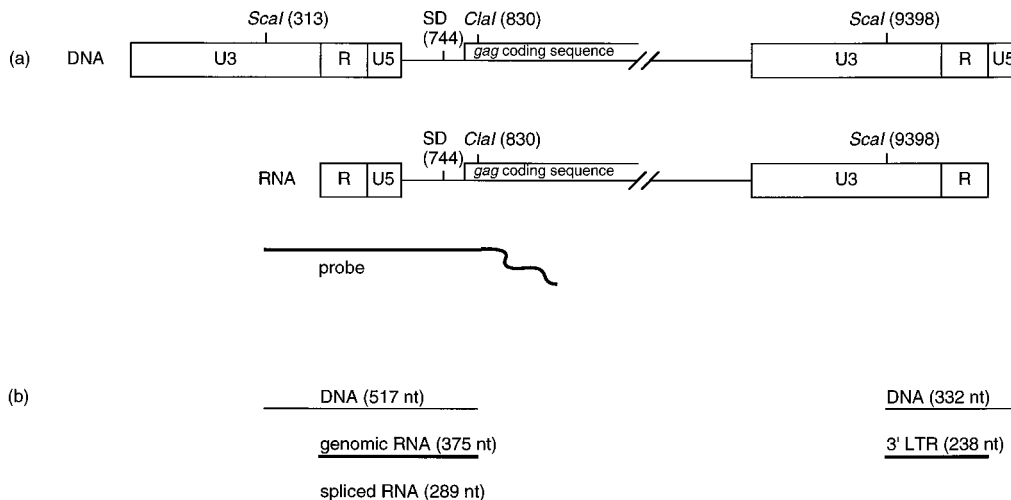 ScaI (313)
SD
(744)
ClaI (830)
ScaI (9398)
(a)
DNA
U3
R
U5
gag coding sequence
U3
R
U5
SD
(744)
ClaI (830)
ScaI (9398)
RNA
R
U5
gag coding sequence
U3
R
probe
(b)
DNA (517 nt)
DNA (332 nt)
genomic RNA (375 nt)
3' LTR (238 nt)
spliced RNA (289 nt)